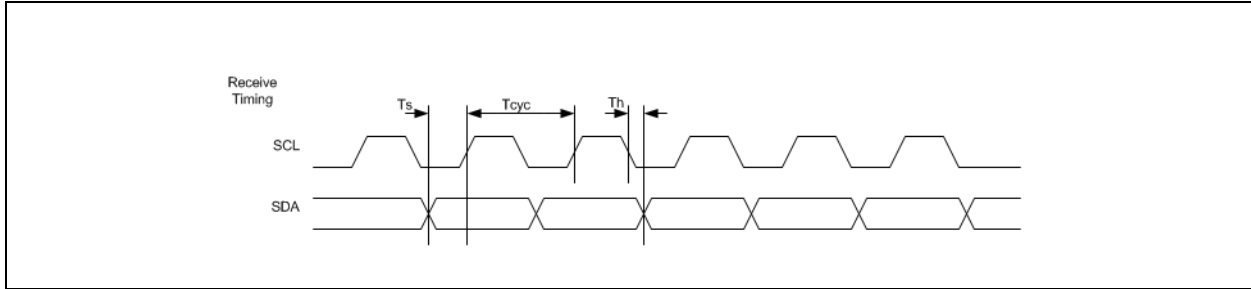 Receive
Timing
Ts
Tcyc
Th
SCL
SDA